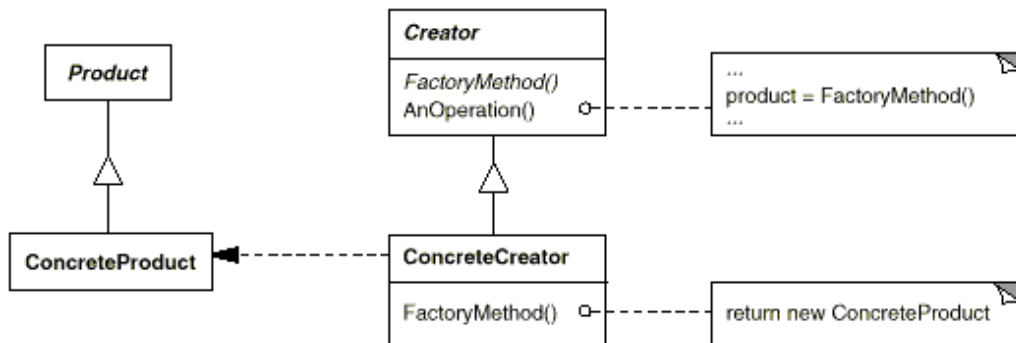 Product
ConcreteProduct
Creator
FactoryMethod()
AnOperation()
...
product = FactoryMethod()
...
ConcreteCreator
FactoryMethod()
return new ConcreteProduct